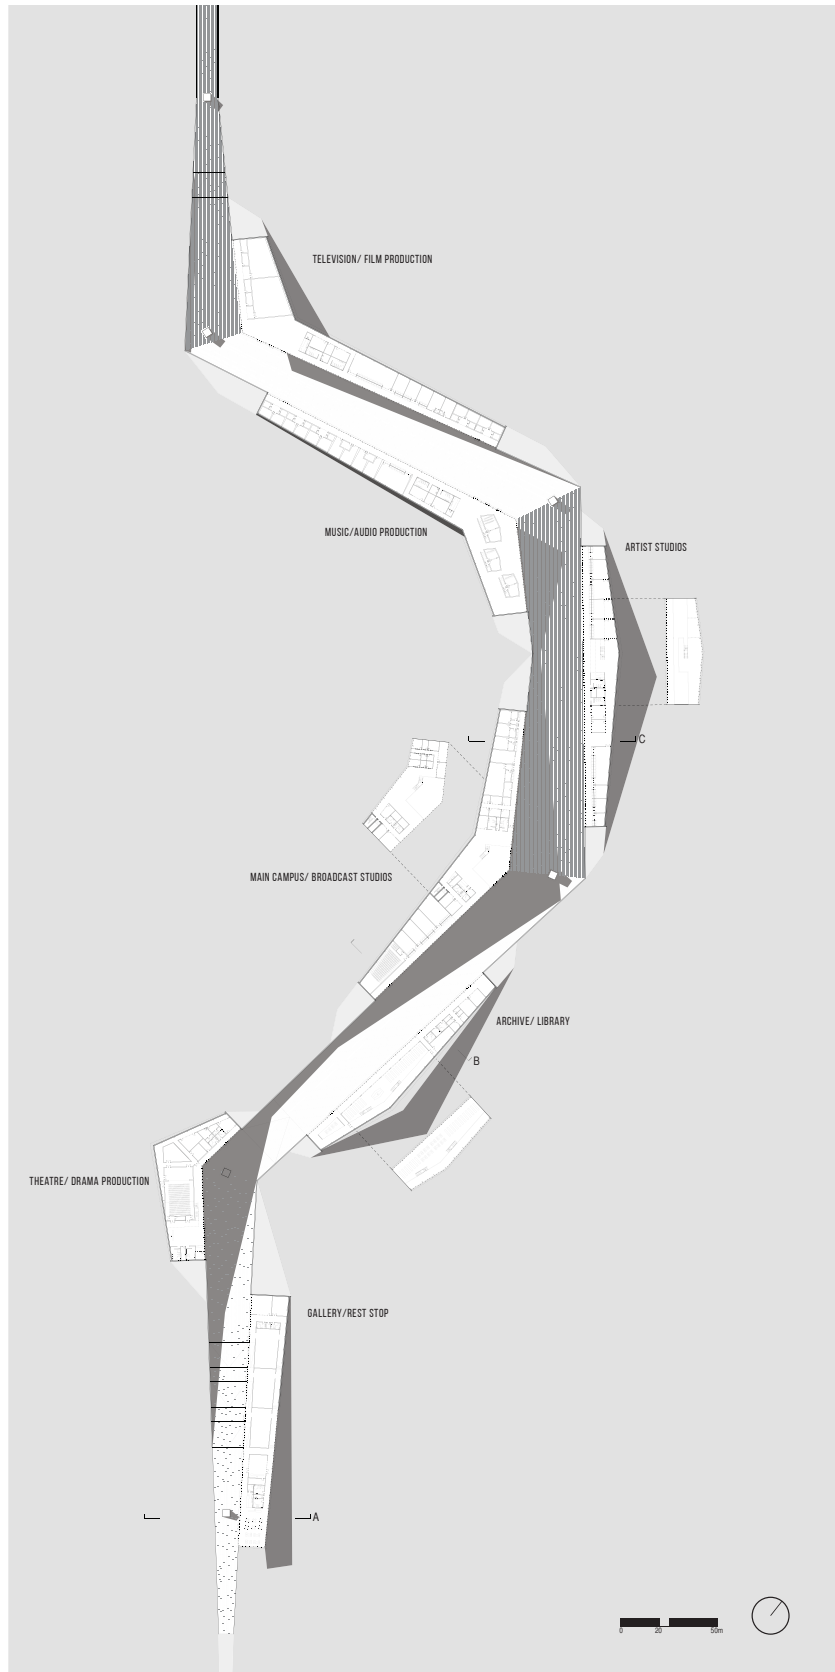 TELEVISION/ FILM PRODUCTION
MUSIC/AUDIO PRODUCTION
ARTIST STUDIOS
C
MAIN CAMPUS/ BROADCAST STUDIOS
ARCHIVE/ LIBRARY
B
THEATRE/ DRAMA PRODUCTION
GALLERY/REST STOP
A
0 20 50m